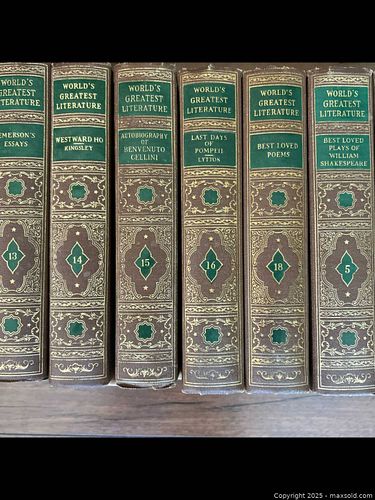 WORLD'S
GREATEST
LITERATURE
EMERSON'S
ESSAYS
13
WORLD'S
GREATEST
LITERATURE
WESTWARD HO
KINGSLEY
14
WORLD'S
GREATEST
LITERATURE
AUTOBIOGRAPHY
OF
BENVENUTO
CELLINI
15
WORLD'S
GREATEST
LITERATURE
LAST DAYS
OF
POMPEII
LYTTON
16
WORLD'S
GREATEST
LITERATURE
BEST LOVED
POEMS
18
WORLD'S
GREATEST
LITERATURE
BEST LOVED
PLAYS OF
WILLIAM
SHAKESPEARE
5
Copyright 2025 - maxsold.com